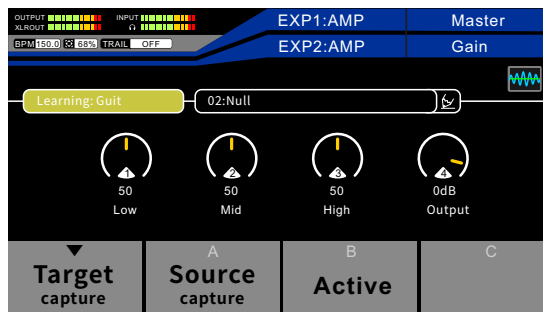 OUTPUT INPUT
XLROUT
EXP1:AMP Master
BPM 150.0 68% TRAIL OFF
EXP2:AMP Gain
Learning: Guit 02:Null
1 2 3 4
50 50 50 0dB
Low Mid High Output
A B C
Target Source Active
capture capture